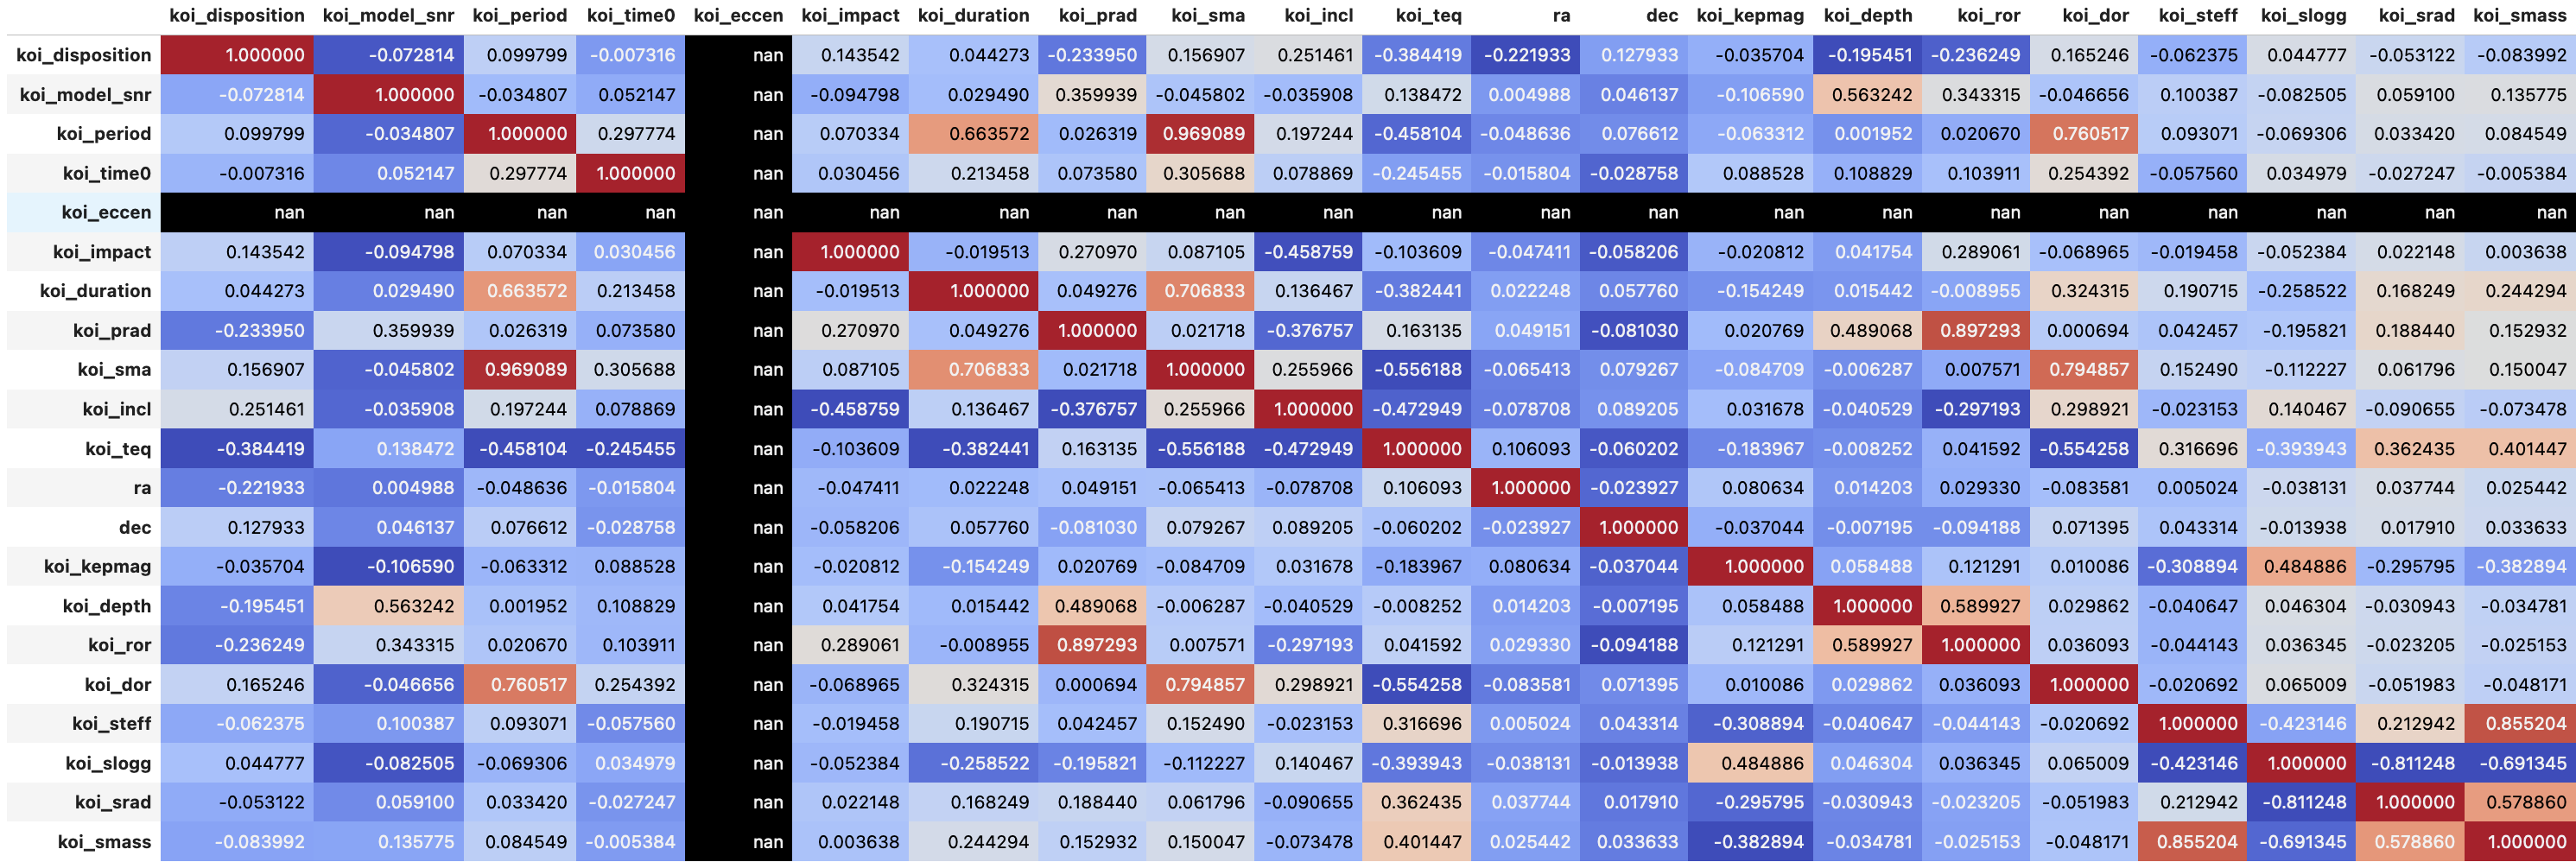 koi_disposition koi_model_snr koi_period koi_time0 koi_eccen koi_impact koi_duration koi_prad koi_sma koi_incl koi_teq ra dec koi_kepmag koi_depth koi_ror koi_dor koi_steff koi_slogg koi_srad koi_smass
koi_disposition 1.000000 -0.072814 0.099799 -0.007316 nan 0.143542 0.044273 -0.233950 0.156907 0.251461 -0.384419 -0.221933 0.127933 -0.035704 -0.195451 -0.236249 0.165246 -0.062375 0.044777 -0.053122 -0.083992
koi_model_snr -0.072814 1.000000 -0.034807 0.052147 nan -0.094798 0.029490 0.359939 -0.045802 -0.035908 0.138472 0.004988 0.046137 -0.106590 0.563242 0.343315 -0.046656 0.100387 -0.082505 0.059100 0.135775
koi_period 0.099799 -0.034807 1.000000 0.297774 nan 0.070334 0.663572 0.026319 0.969089 0.197244 -0.458104 -0.048636 0.076612 -0.063312 0.001952 0.020670 0.760517 0.093071 -0.069306 0.033420 0.084549
koi_time0 -0.007316 0.052147 0.297774 1.000000 nan 0.030456 0.213458 0.073580 0.305688 0.078869 -0.245455 -0.015804 -0.028758 0.088528 0.108829 0.103911 0.254392 -0.057560 0.034979 -0.027247 -0.005384
koi_eccen nan nan nan nan nan nan nan nan nan nan nan nan nan nan nan nan nan nan nan nan nan
koi_impact 0.143542 -0.094798 0.070334 0.030456 nan 1.000000 -0.019513 0.270970 0.087105 -0.458759 -0.103609 -0.047411 -0.058206 -0.020812 0.041754 0.289061 -0.068965 -0.019458 -0.052384 0.022148 0.003638
koi_duration 0.044273 0.029490 0.663572 0.213458 nan -0.019513 1.000000 0.049276 0.706833 0.136467 -0.382441 0.022248 0.057760 -0.154249 0.015442 -0.008955 0.324315 0.190715 -0.258522 0.168249 0.244294
koi_prad -0.233950 0.359939 0.026319 0.073580 nan 0.270970 0.049276 1.000000 0.021718 -0.376757 0.163135 0.049151 -0.081030 0.020769 0.489068 0.897293 0.000694 0.042457 -0.195821 0.188440 0.152932
koi_sma 0.156907 -0.045802 0.969089 0.305688 nan 0.087105 0.706833 0.021718 1.000000 0.255966 -0.556188 -0.065413 0.079267 -0.084709 -0.006287 0.007571 0.794857 0.152490 -0.112227 0.061796 0.150047
koi_incl 0.251461 -0.035908 0.197244 0.078869 nan -0.458759 0.136467 -0.376757 0.255966 1.000000 -0.472949 -0.078708 0.089205 0.031678 -0.040529 -0.297193 0.298921 -0.023153 0.140467 -0.090655 -0.073478
koi_teq -0.384419 0.138472 -0.458104 -0.245455 nan -0.103609 -0.382441 0.163135 -0.556188 -0.472949 1.000000 0.106093 -0.060202 -0.183967 -0.008252 0.041592 -0.554258 0.316696 -0.393943 0.362435 0.401447
ra -0.221933 0.004988 -0.048636 -0.015804 nan -0.047411 0.022248 0.049151 -0.065413 -0.078708 0.106093 1.000000 -0.023927 0.080634 0.014203 0.029330 -0.083581 0.005024 -0.038131 0.037744 0.025442
dec 0.127933 0.046137 0.076612 -0.028758 nan -0.058206 0.057760 -0.081030 0.079267 0.089205 -0.060202 -0.023927 1.000000 -0.037044 -0.007195 -0.094188 0.071395 0.043314 -0.013938 0.017910 0.033633
koi_kepmag -0.035704 -0.106590 -0.063312 0.088528 nan -0.020812 -0.154249 0.020769 -0.084709 0.031678 -0.183967 0.080634 -0.037044 1.000000 0.058488 0.121291 0.010086 -0.308894 0.484886 -0.295795 -0.382894
koi_depth -0.195451 0.563242 0.001952 0.108829 nan 0.041754 0.015442 0.489068 -0.006287 -0.040529 -0.008252 0.014203 -0.007195 0.058488 1.000000 0.589927 0.029862 -0.040647 0.046304 -0.030943 -0.034781
koi_ror -0.236249 0.343315 0.020670 0.103911 nan 0.289061 -0.008955 0.897293 0.007571 -0.297193 0.041592 0.029330 -0.094188 0.121291 0.589927 1.000000 0.036093 -0.044143 0.036345 -0.023205 -0.025153
koi_dor 0.165246 -0.046656 0.760517 0.254392 nan -0.068965 0.324315 0.000694 0.794857 0.298921 -0.554258 -0.083581 0.071395 0.010086 0.029862 0.036093 1.000000 -0.020692 0.065009 -0.051983 -0.048171
koi_steff -0.062375 0.100387 0.093071 -0.057560 nan -0.019458 0.190715 0.042457 0.152490 -0.023153 0.316696 0.005024 0.043314 -0.308894 -0.040647 -0.044143 -0.020692 1.000000 -0.423146 0.212942 0.855204
koi_slogg 0.044777 -0.082505 -0.069306 0.034979 nan -0.052384 -0.258522 -0.195821 -0.112227 0.140467 -0.393943 -0.038131 -0.013938 0.484886 0.046304 0.036345 0.065009 -0.423146 1.000000 -0.811248 -0.691345
koi_srad -0.053122 0.059100 0.033420 -0.027247 nan 0.022148 0.168249 0.188440 0.061796 -0.090655 0.362435 0.037744 0.017910 -0.295795 -0.030943 -0.023205 -0.051983 0.212942 -0.811248 1.000000 0.578860
koi_smass -0.083992 0.135775 0.084549 -0.005384 nan 0.003638 0.244294 0.152932 0.150047 -0.073478 0.401447 0.025442 0.033633 -0.382894 -0.034781 -0.025153 -0.048171 0.855204 -0.691345 0.578860 1.000000